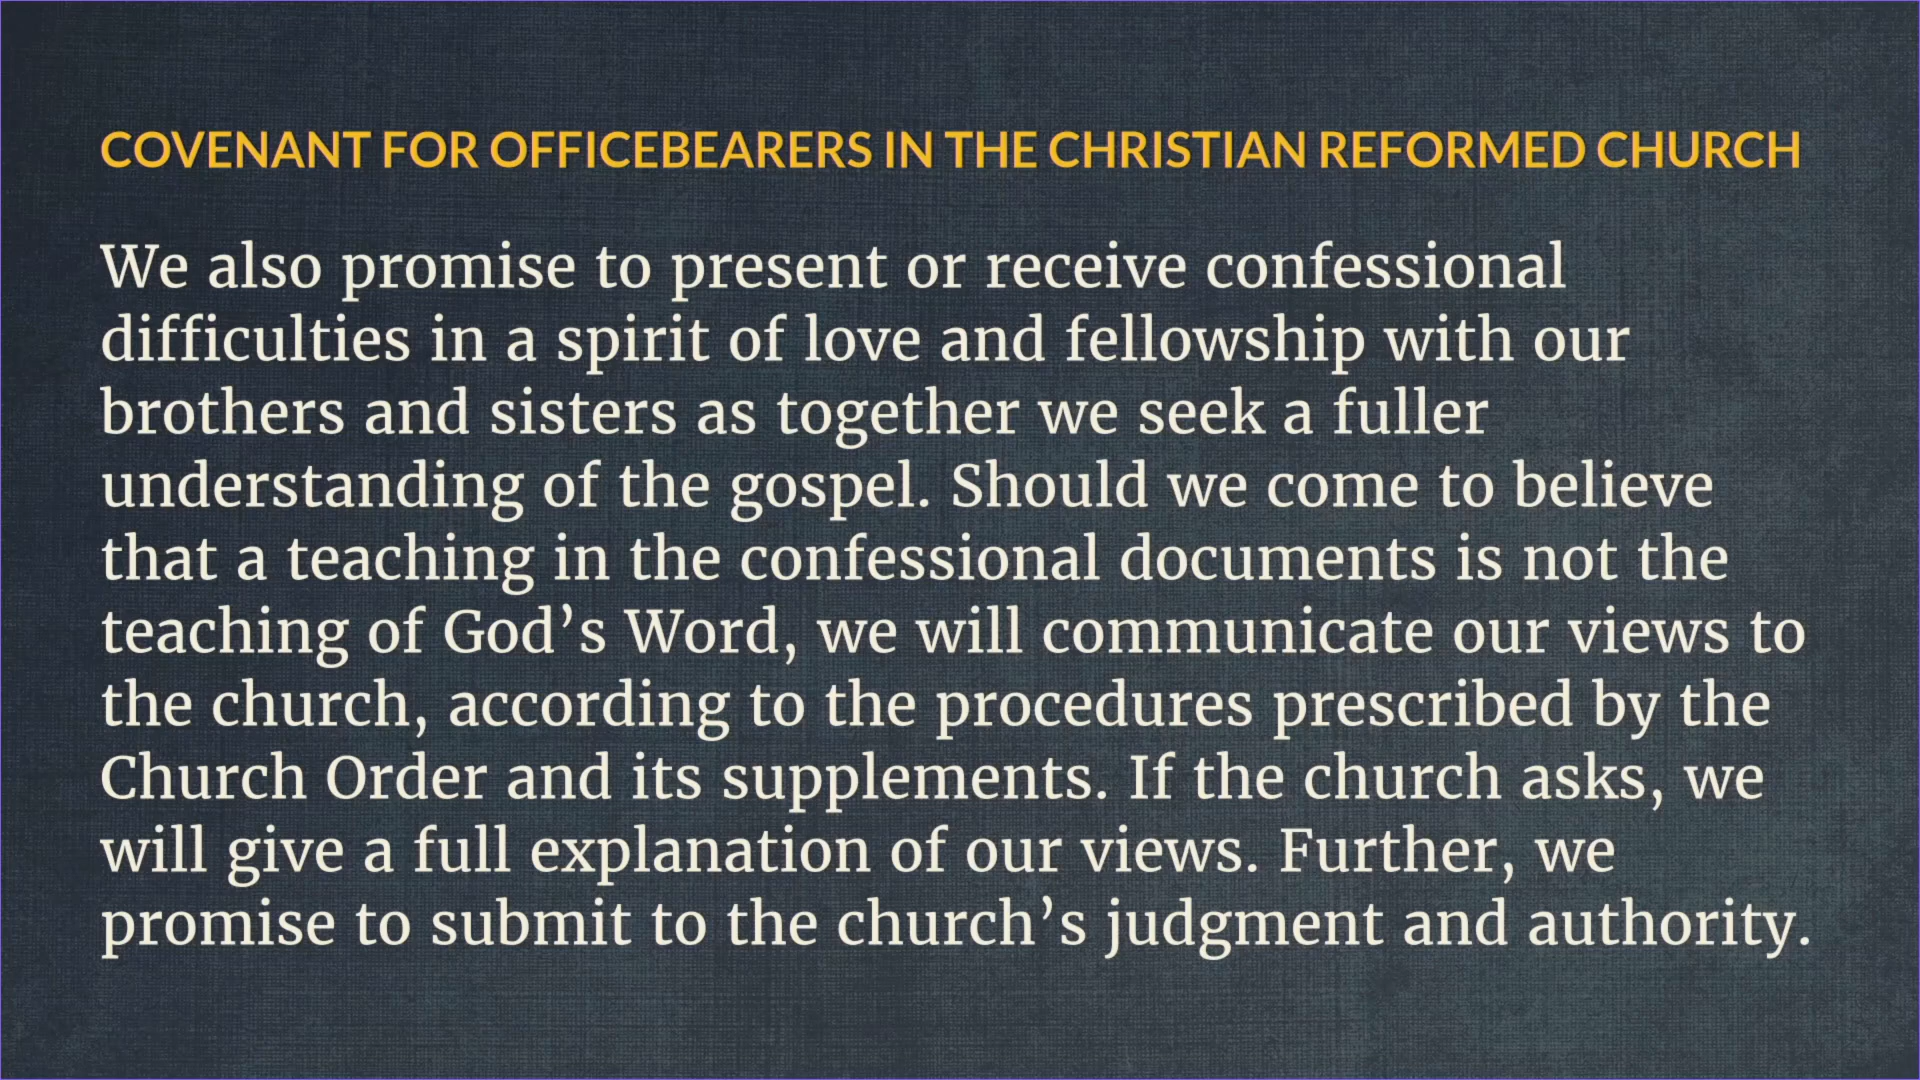 COVENANT FOR OFFICEBEARERS IN THE CHRISTIAN REFORMED CHURCH
We also promise to present or receive confessional
difficulties in a spirit of love and fellowship with our
brothers and sisters as together we seek a fuller
understanding of the gospel. Should we come to believe
that a teaching in the confessional documents is not the
teaching of God’s Word, we will communicate our views to
the church, according to the procedures prescribed by the
Church Order and its supplements. If the church asks, we
will give a full explanation of our views. Further, we
promise to submit to the church’s judgment and authority.